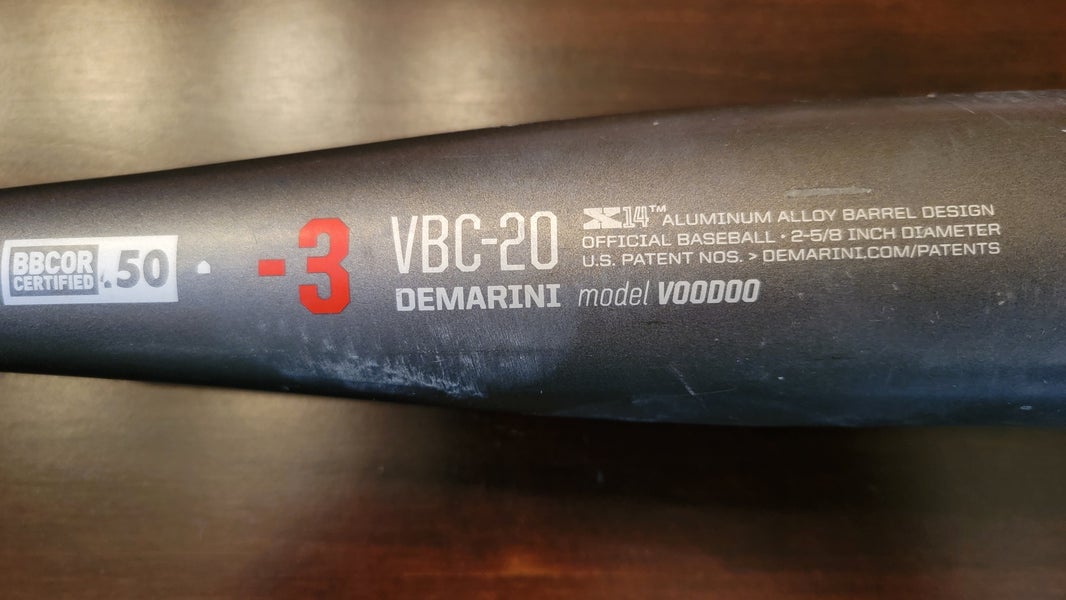 BBCOR
CERTIFIED
.50
-3
VBC-20
DEMARINI
X14™ ALUMINUM ALLOY BARREL DESIGN
OFFICIAL BASEBALL • 2-5/8 INCH DIAMETER
U.S. PATENT NOS. > DEMARINI.COM/PATENTS
model VOODOO